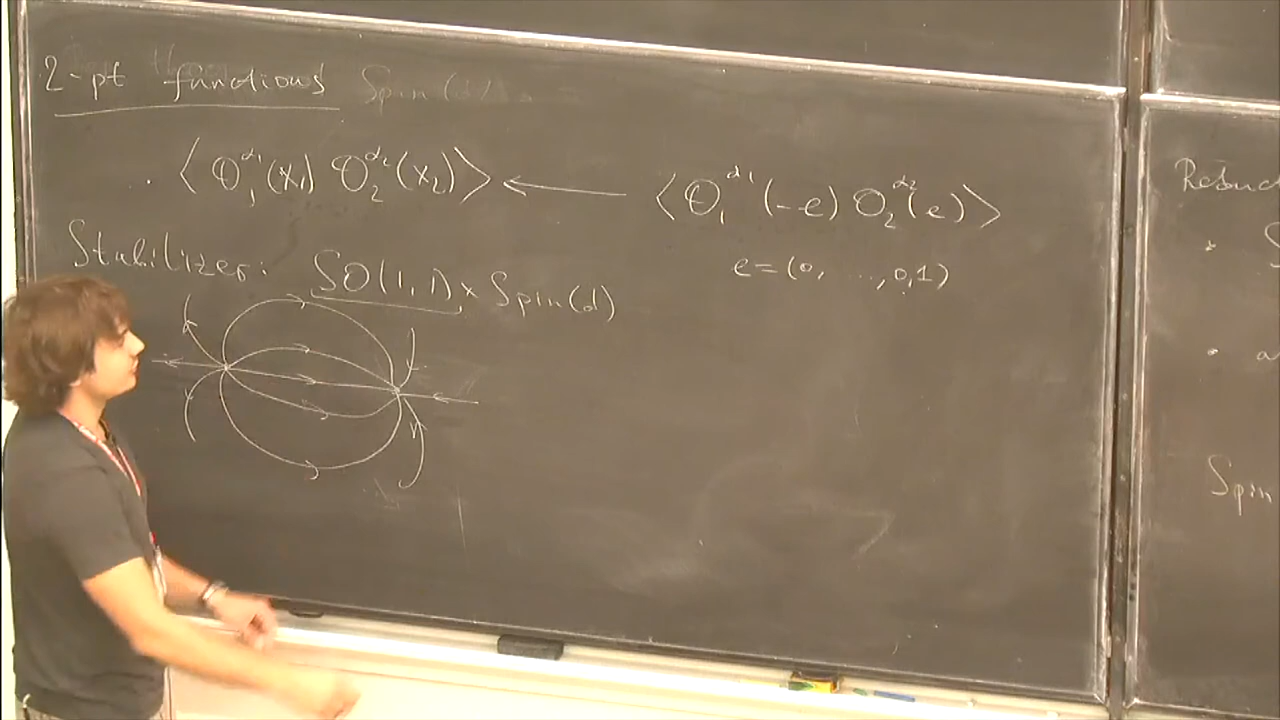 2-pt functions Spin(d)
⟨O₁^α₁(x₁) O₂^α₂(x₂)⟩ ← ⟨O₁^α₁(-e) O₂^α₂(e)⟩
e=(0, ...,0,1)
Stabilizer: SO(1,1) × Spin(d)
Spin